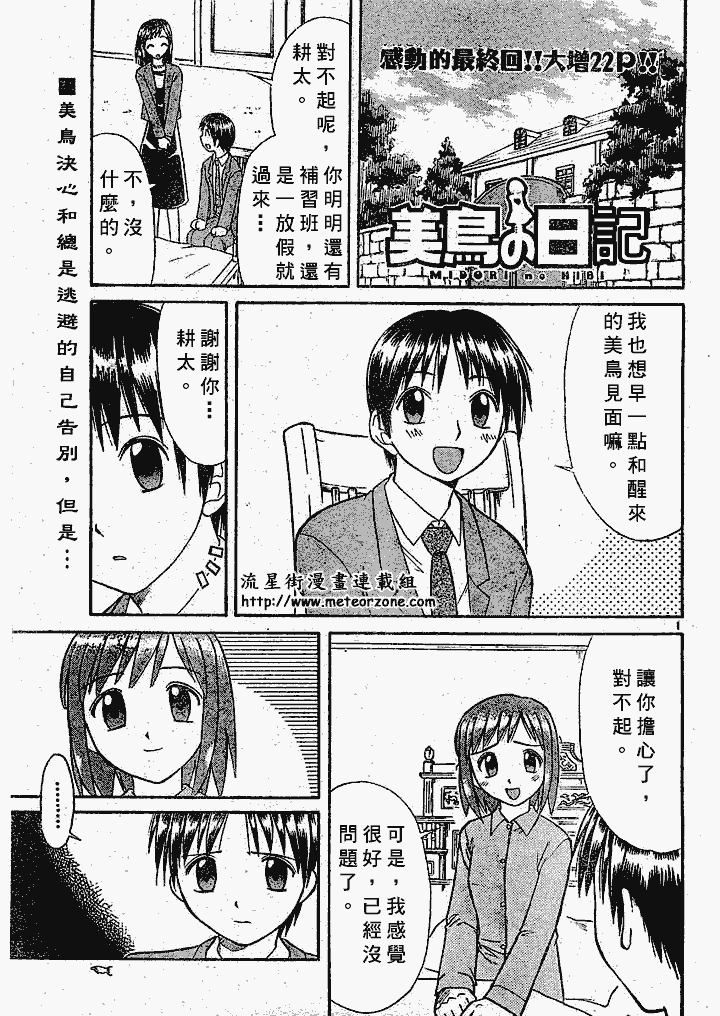 感動的最終回!!大增22P!!
美鳥の日記
MIDORI no HIBI
對不起呢,
耕太。
你明明還有
補習班,還
是一放假就
過來…
不,沒
什麼的。
美鳥決心和總是逃避的自己告別,但是…
我也想早一點和醒來
的美鳥見面嘛。
謝謝你…
耕太。
流星街漫畫連載組
http://www.meteorzone.com
1
讓你擔心了,
對不起。
可是,我感覺
很好,已經沒
問題了。
………